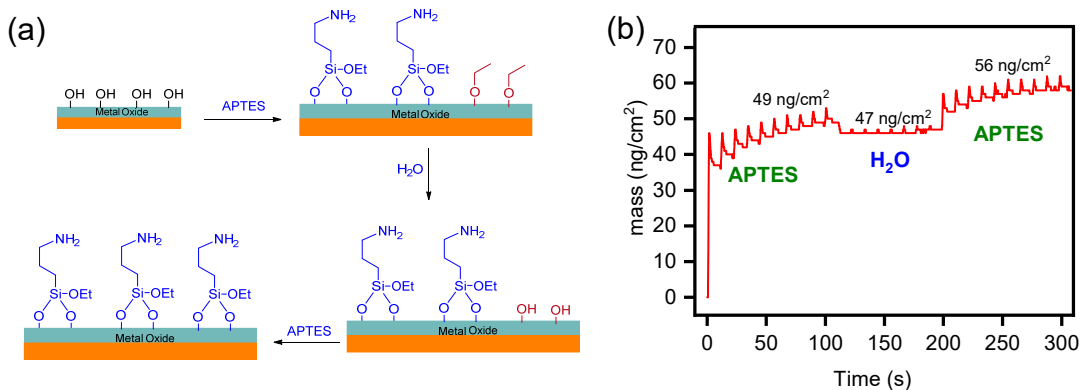 (a)
NH2
NH2
Si-OEt
Si-OEt
O
O
O
O
O
O
Metal Oxide
OH
OH
OH
OH
Metal Oxide
APTES
H2O
NH2
NH2
NH2
Si-OEt
Si-OEt
Si-OEt
O
O
O
O
O
O
Metal Oxide
APTES
NH2
NH2
Si-OEt
Si-OEt
O
O
O
O
OH
OH
Metal Oxide
(b)
mass (ng/cm2)
70
60
50
40
30
20
10
0
49 ng/cm2
47 ng/cm2
56 ng/cm2
APTES
H2O
APTES
0
50
100
150
200
250
300
Time (s)